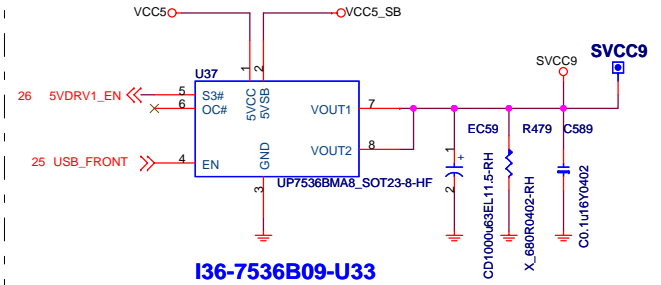 VCC5
VCC5_SB
U37
1
2
SVCC9
SVCC9
26 5VDRV1_EN
5
S3#
5VCC
5VSB
6
OC#
VOUT1
7
EC59
R479
C589
VOUT2
8
25 USB_FRONT
4
EN
GND
1
+
2
3
UP7536BMA8_SOT23-8-HF
CD1000u63EL11.5-RH
X_680R0402-RH
C0.1u16Y0402
I36-7536B09-U33